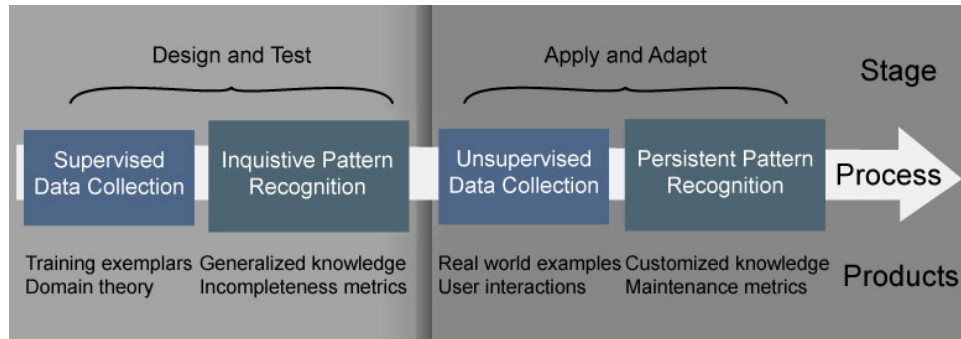 Design and Test
Apply and Adapt
Stage
Supervised
Data Collection
Inquistive Pattern
Recognition
Unsupervised
Data Collection
Persistent Pattern
Recognition
Process
Training exemplars
Domain theory
Generalized knowledge
Incompleteness metrics
Real world examples
User interactions
Customized knowledge
Maintenance metrics
Products